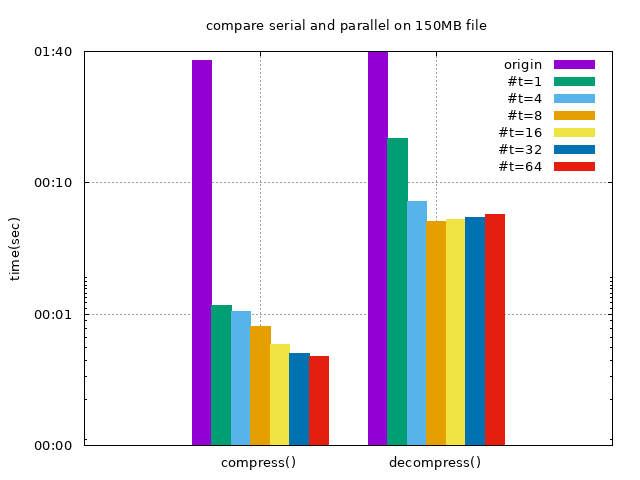 compare serial and parallel on 150MB file
01:40
00:10
00:01
00:00
time(sec)
origin
#t=1
#t=4
#t=8
#t=16
#t=32
#t=64
compress()
decompress()